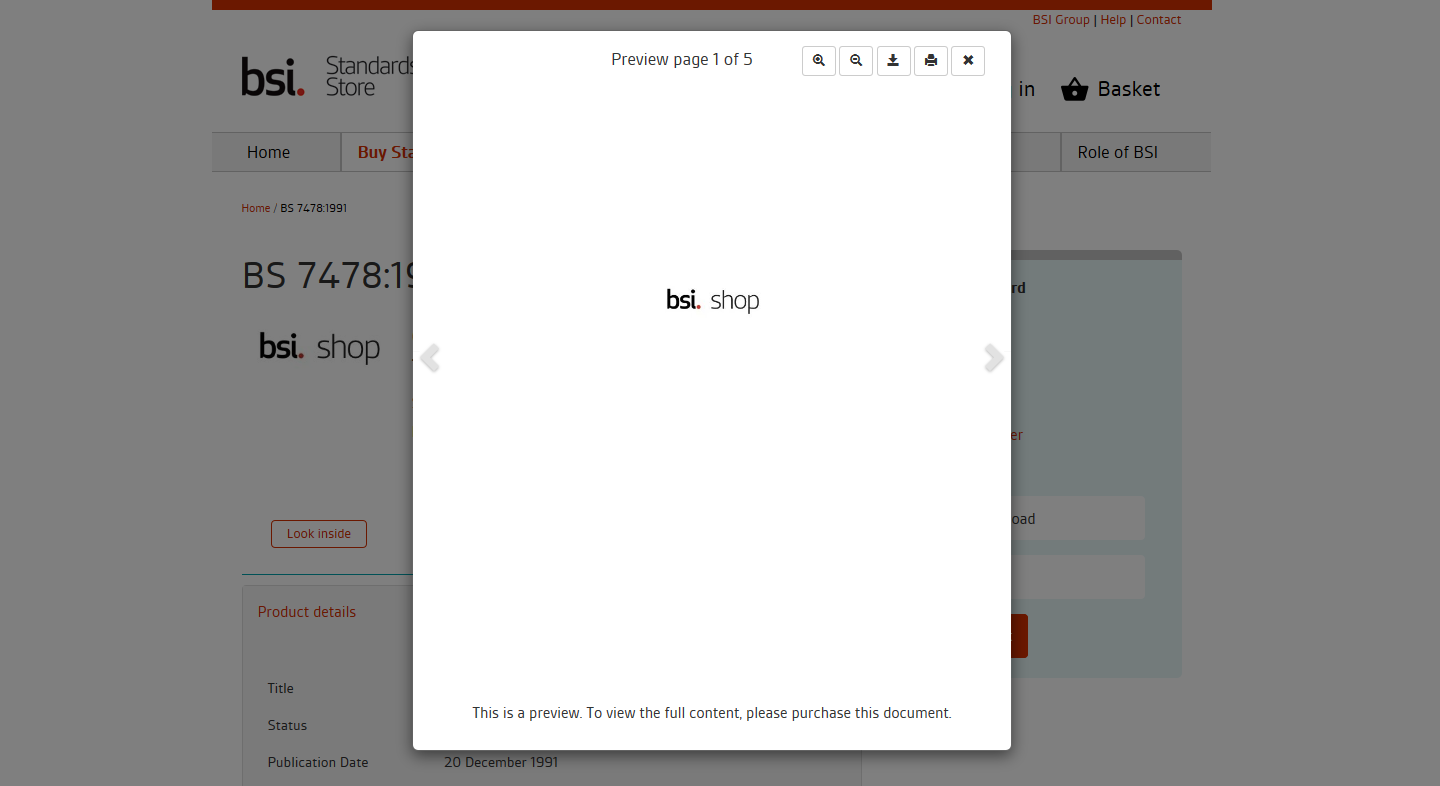 BSI Group | Help | Contact
bsi. Standards
Store
in
Basket
Home
Buy Sta
Role of BSI
Home / BS 7478:1991
BS 7478:19
bsi. shop
Look inside
Product details
Title
Status
Publication Date
20 December 1991
Preview page 1 of 5
bsi. shop
This is a preview. To view the full content, please purchase this document.
rd
er
oad